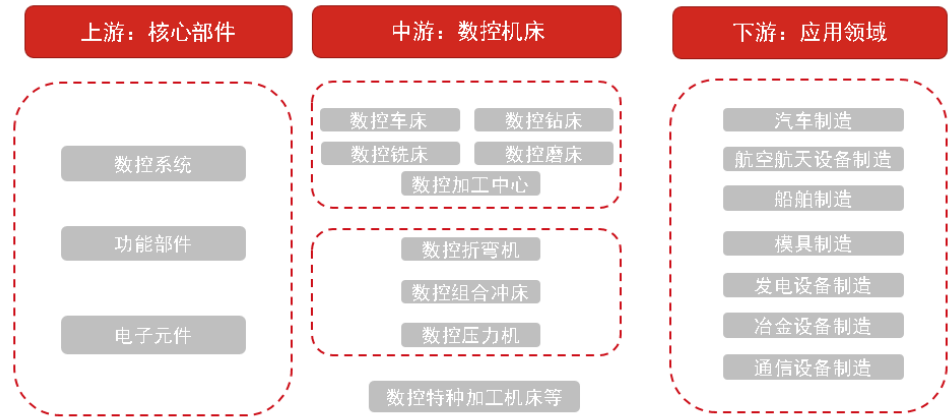 上游：核心部件
数控系统
功能部件
电子元件
中游：数控机床
数控车床 数控钻床
数控铣床 数控磨床
数控加工中心
数控折弯机
数控组合冲床
数控压力机
数控特种加工机床等
下游：应用领域
汽车制造
航空航天设备制造
船舶制造
模具制造
发电设备制造
冶金设备制造
通信设备制造